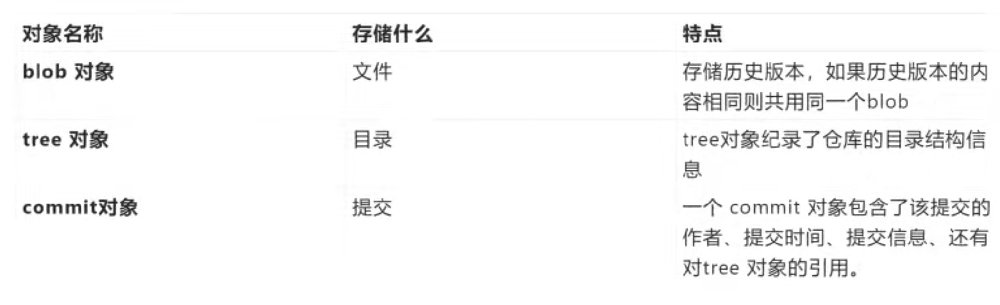 对象名称 存储什么 特点
blob 对象 文件 存储历史版本，如果历史版本的内
容相同则共用同一个blob
tree 对象 目录 tree对象纪录了仓库的目录结构信
息
commit对象 提交 一个 commit 对象包含了该提交的
作者、提交时间、提交信息、还有
对tree 对象的引用。